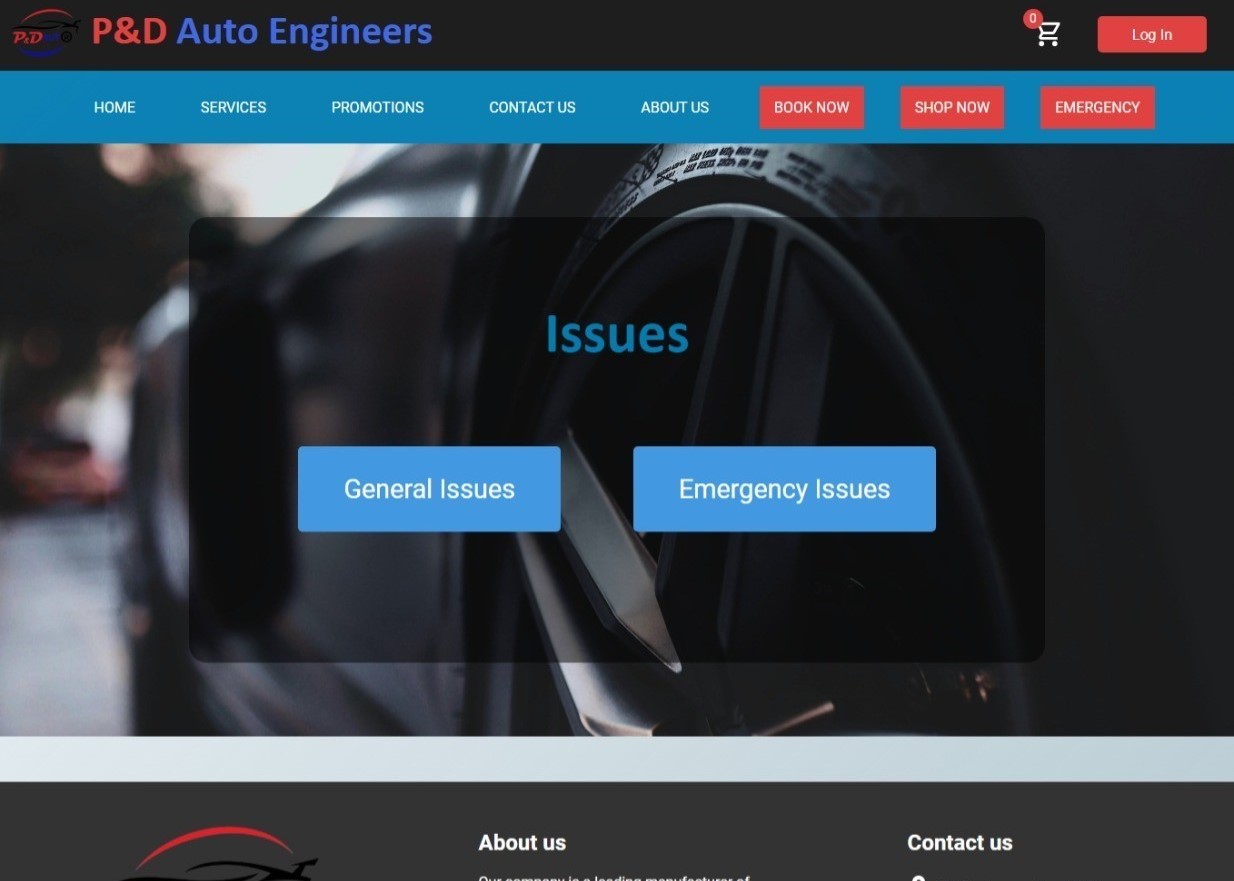 P&D
P&D Auto Engineers
0
Log In
HOME SERVICES PROMOTIONS CONTACT US ABOUT US BOOK NOW SHOP NOW EMERGENCY
Issues
General Issues Emergency Issues
About us Contact us
Our company is a leading manufacturer of